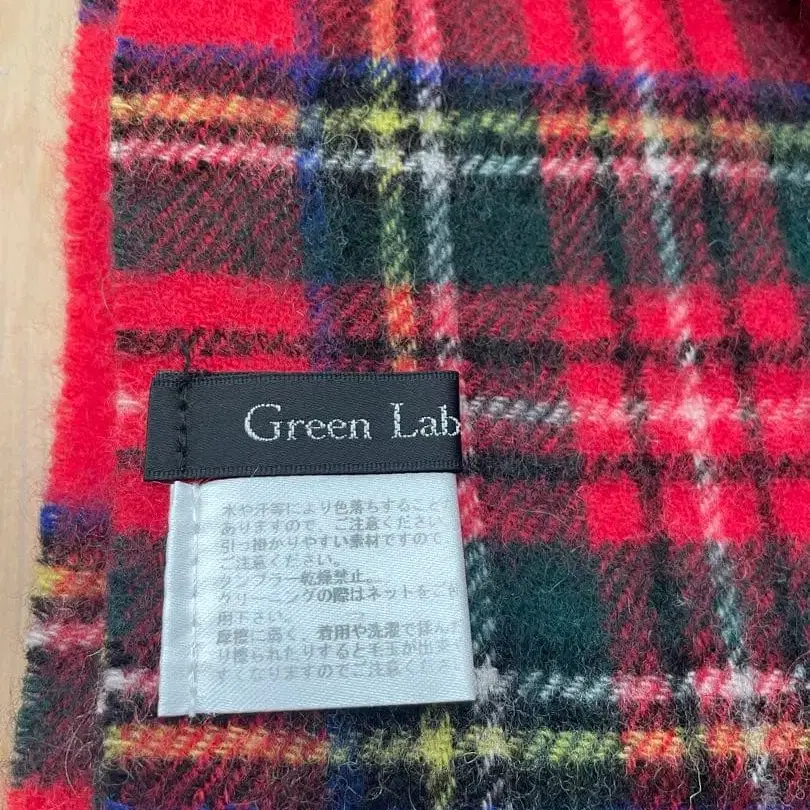 Green Lab
水や汗等により色落ちすること
ありますので、ご注意ください
引っ掛かりやすい素材ですので
ご注意ください。
タンブラー乾燥禁止。
クリーニングの際はネットをご利
用下さい。
摩擦に弱く、着用や洗濯で揉んだ
り擦られたりすると毛玉が出来
すくなりますのでご注意くださ